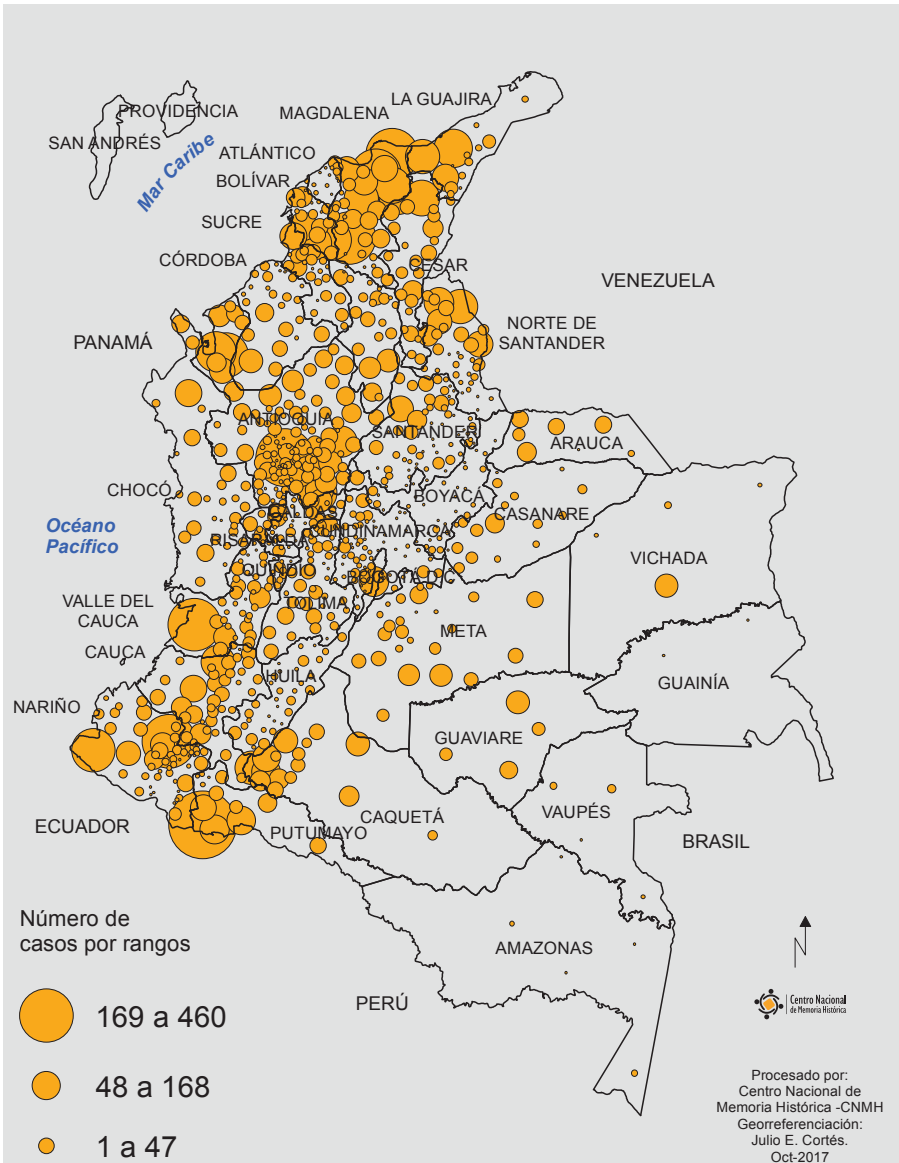 LA GUAJIRA
MAGDALENA
PROVIDENCIA
SAN ANDRÉS
ATLÁNTICO
Mar Caribe
BOLÍVAR
SUCRE
CÓRDOBA
CESAR
VENEZUELA
PANAMÁ
NORTE DE
SANTANDER
ANTIOQUIA
SANTANDER
ARAUCA
CHOCÓ
BOYACÁ
CALDAS
CASANARE
Océano
Pacífico
RISARALDA
CUNDINAMARCA
VICHADA
QUINDIO
BOGOTÁ D.C
VALLE DEL
CAUCA
TOLIMA
META
CAUCA
HUILA
GUAINÍA
NARIÑO
GUAVIARE
CAQUETÁ
VAUPÉS
ECUADOR
PUTUMAYO
BRASIL
Número de
casos por rangos
AMAZONAS
N
PERÚ
169 a 460
48 a 168
1 a 47
Centro Nacional
de Memoria Histórica
Procesado por:
Centro Nacional de
Memoria Histórica -CNMH
Georreferenciación:
Julio E. Cortés.
Oct-2017